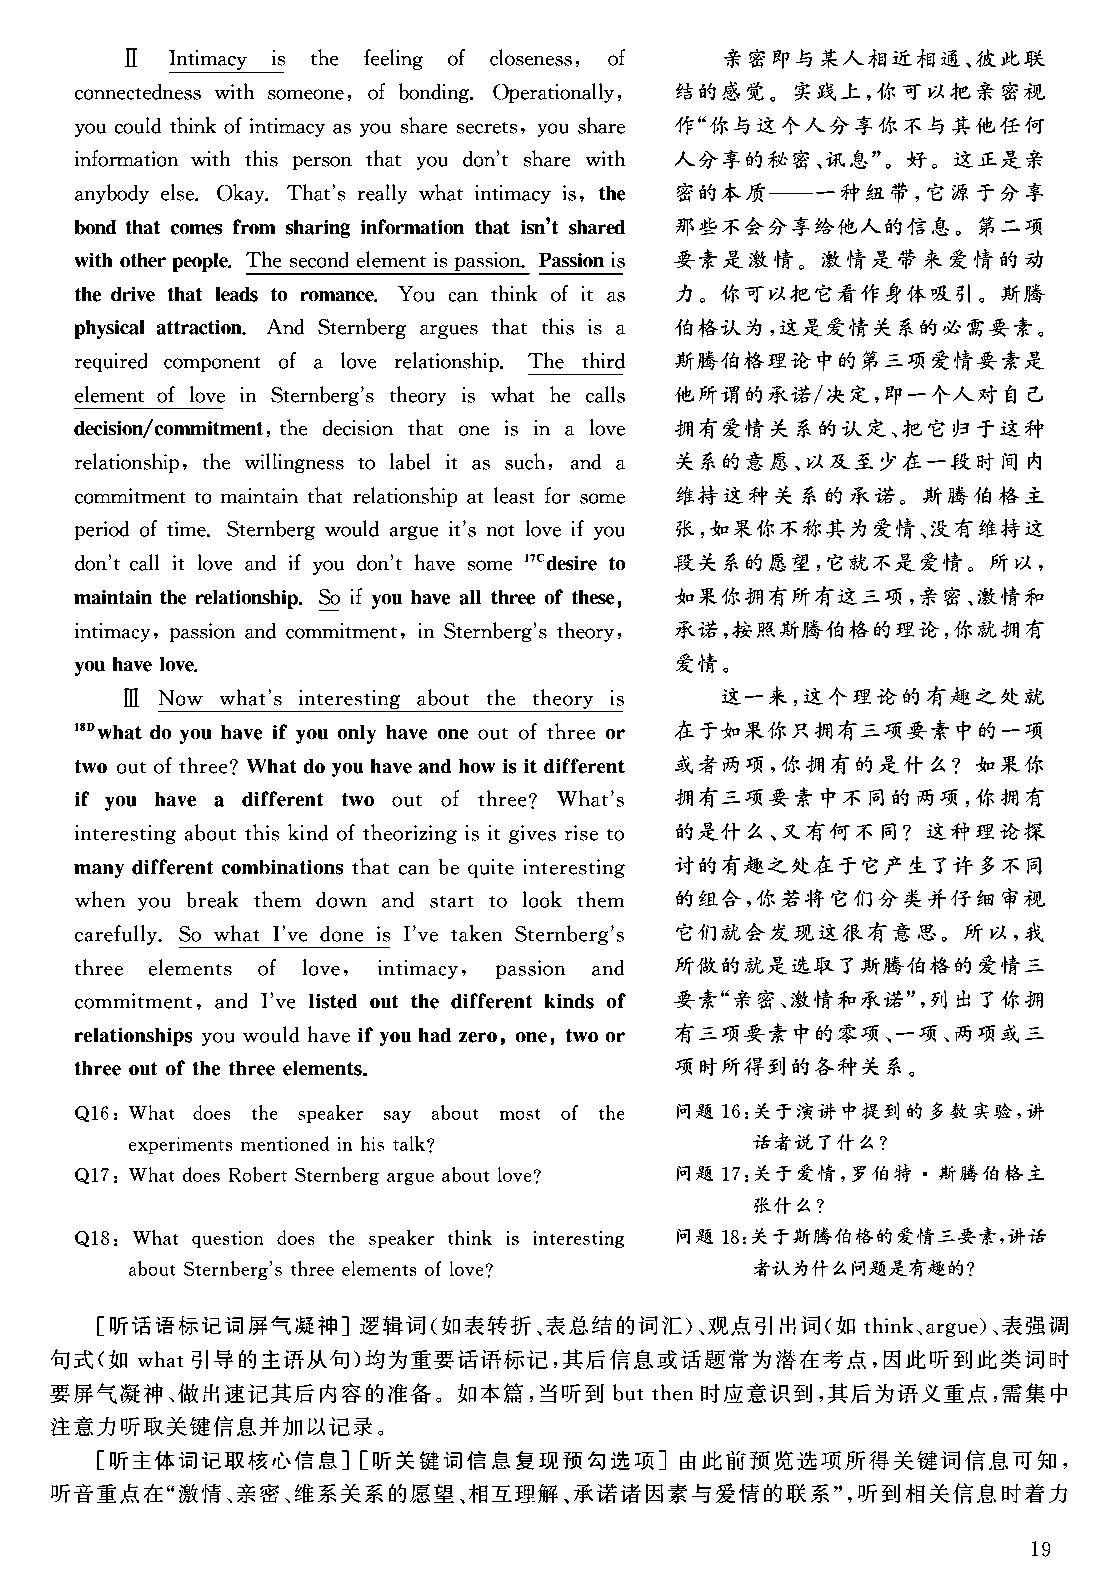 Ⅱ Intimacy is the feeling of closeness, of
connectedness with someone, of bonding. Operationally,
you could think of intimacy as you share secrets, you share
information with this person that you don't share with
anybody else. Okay. That's really what intimacy is, the
bond that comes from sharing information that isn't shared
with other people. The second element is passion. Passion is
the drive that leads to romance. You can think of it as
physical attraction. And Sternberg argues that this is a
required component of a love relationship. The third
element of love in Sternberg's theory is what he calls
decision/commitment, the decision that one is in a love
relationship, the willingness to label it as such, and a
commitment to maintain that relationship at least for some
period of time. Sternberg would argue it's not love if you
don't call it love and if you don't have some 17C desire to
maintain the relationship. So if you have all three of these,
intimacy, passion and commitment, in Sternberg's theory,
you have love.
Ⅲ Now what's interesting about the theory is
18D what do you have if you only have one out of three or
two out of three? What do you have and how is it different
if you have a different two out of three? What's
interesting about this kind of theorizing is it gives rise to
many different combinations that can be quite interesting
when you break them down and start to look them
carefully. So what I've done is I've taken Sternberg's
three elements of love, intimacy, passion and
commitment, and I've listed out the different kinds of
relationships you would have if you had zero, one, two or
three out of the three elements.
Q16: What does the speaker say about most of the
experiments mentioned in his talk?
Q17: What does Robert Sternberg argue about love?
Q18: What question does the speaker think is interesting
about Sternberg's three elements of love?
亲密即与某人相近相通、彼此联
结的感觉。实践上,你可以把亲密视
作“你与这个人分享你不与其他任何
人分享的秘密、讯息”。好。这正是亲
密的本质——一种纽带,它源于分享
那些不会分享给他人的信息。第二项
要素是激情。激情是带来爱情的动
力。你可以把它看作身体吸引。斯腾
伯格认为,这是爱情关系的必需要素。
斯腾伯格理论中的第三项爱情要素是
他所谓的承诺/决定,即一个人对自己
拥有爱情关系的认定、把它归于这种
关系的意愿、以及至少在一段时间内
维持这种关系的承诺。斯腾伯格主
张,如果你不称其为爱情、没有维持这
段关系的愿望,它就不是爱情。所以,
如果你拥有所有这三项,亲密、激情和
承诺,按照斯腾伯格的理论,你就拥有
爱情。
这一来,这个理论的有趣之处就
在于如果你只拥有三项要素中的一项
或者两项,你拥有的是什么?如果你
拥有三项要素中不同的两项,你拥有
的是什么、又有何不同?这种理论探
讨的有趣之处在于它产生了许多不同
的组合,你若将它们分类并仔细审视
它们就会发现这很有意思。所以,我
所做的就是选取了斯腾伯格的爱情三
要素“亲密、激情和承诺”,列出了你拥
有三项要素中的零项、一项、两项或三
项时所得到的各种关系。
问题 16:关于演讲中提到的多数实验,讲
话者说了什么?
问题 17:关于爱情,罗伯特·斯腾伯格主
张什么?
问题 18:关于斯腾伯格的爱情三要素,讲话
者认为什么问题是有趣的?
[听话语标记词屏气凝神] 逻辑词(如表转折、表总结的词汇)、观点引出词(如 think、argue)、表强调
句式(如 what 引导的主语从句)均为重要话语标记,其后信息或话题常为潜在考点,因此听到此类词时
要屏气凝神、做出速记其后内容的准备。如本篇,当听到 but then 时应意识到,其后为语义重点,需集中
注意力听取关键信息并加以记录。
[听主体词记取核心信息][听关键词信息复现预勾选项] 由此前预览选项所得关键词信息可知,
听音重点在“激情、亲密、维系关系的愿望、相互理解、承诺诸因素与爱情的联系”,听到相关信息时着力
19